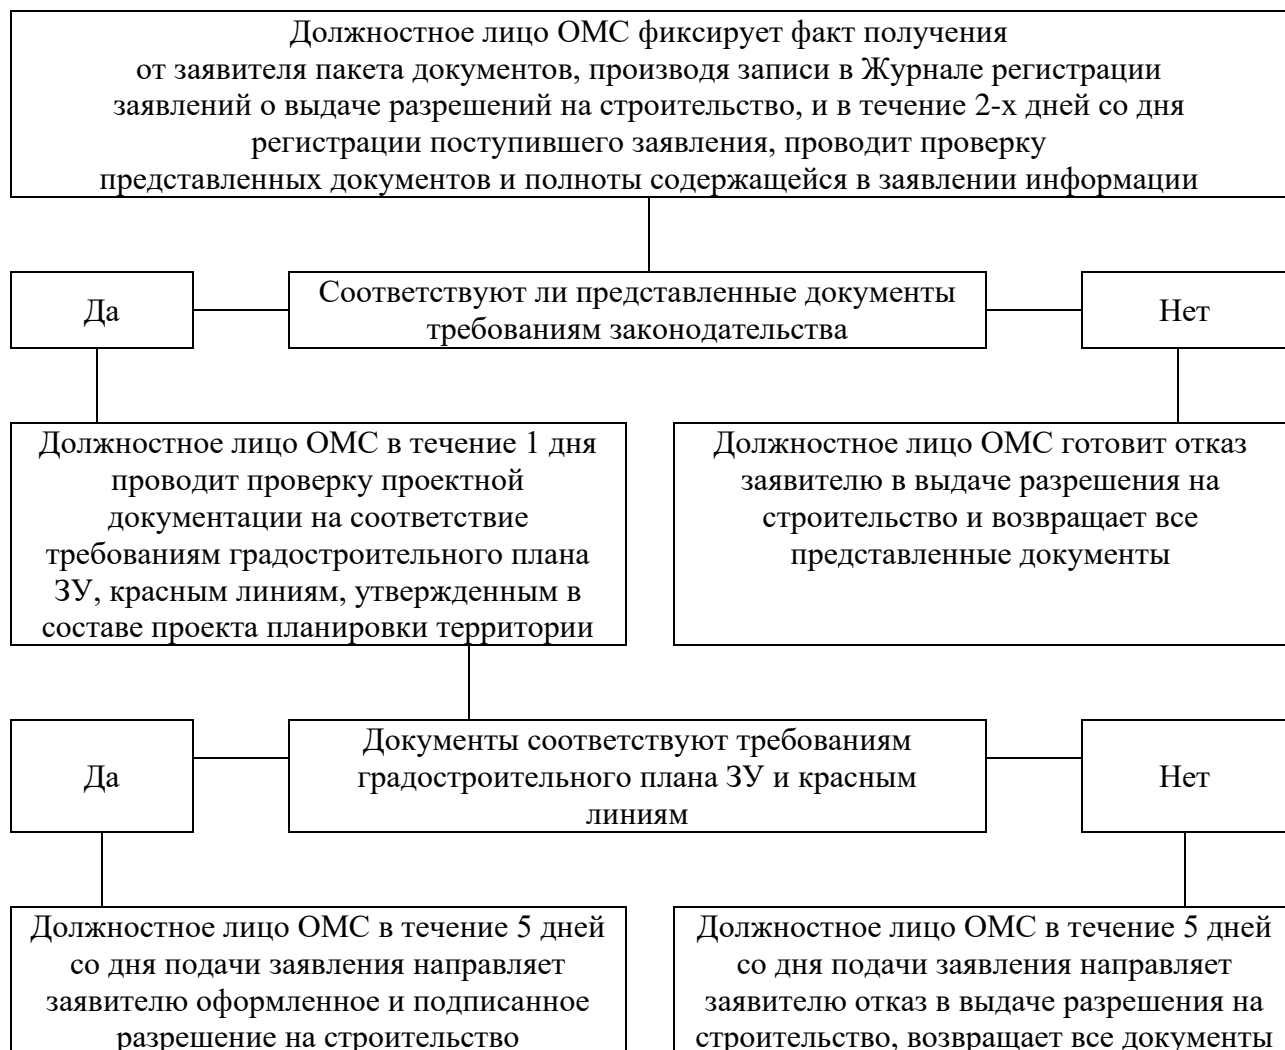 Должностное лицо ОМС фиксирует факт получения
от заявителя пакета документов, производя записи в Журнале регистрации
заявлений о выдаче разрешений на строительство, и в течение 2-х дней со дня
регистрации поступившего заявления, проводит проверку
представленных документов и полноты содержащейся в заявлении информации
Да
Соответствуют ли представленные документы
требованиям законодательства
Нет
Должностное лицо ОМС в течение 1 дня
проводит проверку проектной
документации на соответствие
требованиям градостроительного плана
ЗУ, красным линиям, утвержденным в
составе проекта планировки территории
Должностное лицо ОМС готовит отказ
заявителю в выдаче разрешения на
строительство и возвращает все
представленные документы
Да
Документы соответствуют требованиям
градостроительного плана ЗУ и красным
линиям
Нет
Должностное лицо ОМС в течение 5 дней
со дня подачи заявления направляет
заявителю оформленное и подписанное
разрешение на строительство
Должностное лицо ОМС в течение 5 дней
со дня подачи заявления направляет
заявителю отказ в выдаче разрешения на
строительство, возвращает все документы